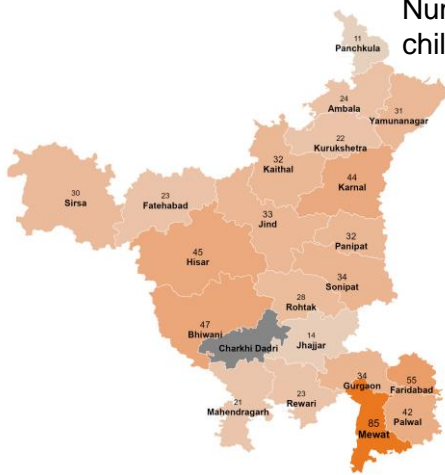 Nur
chil
11
Panchkula
24
Ambala
31
Yamunanagar
22
Kurukshetra
32
Kaithal
44
Karnal
30
Sirsa
23
Fatehabad
33
Jind
32
Panipat
45
Hisar
34
Sonipat
28
Rohtak
47
Bhiwani
14
Jhajjar
Charkhi Dadri
34
Gurgaon
55
Faridabad
21
Mahendragarh
23
Rewari
42
Palwal
85
Mewat